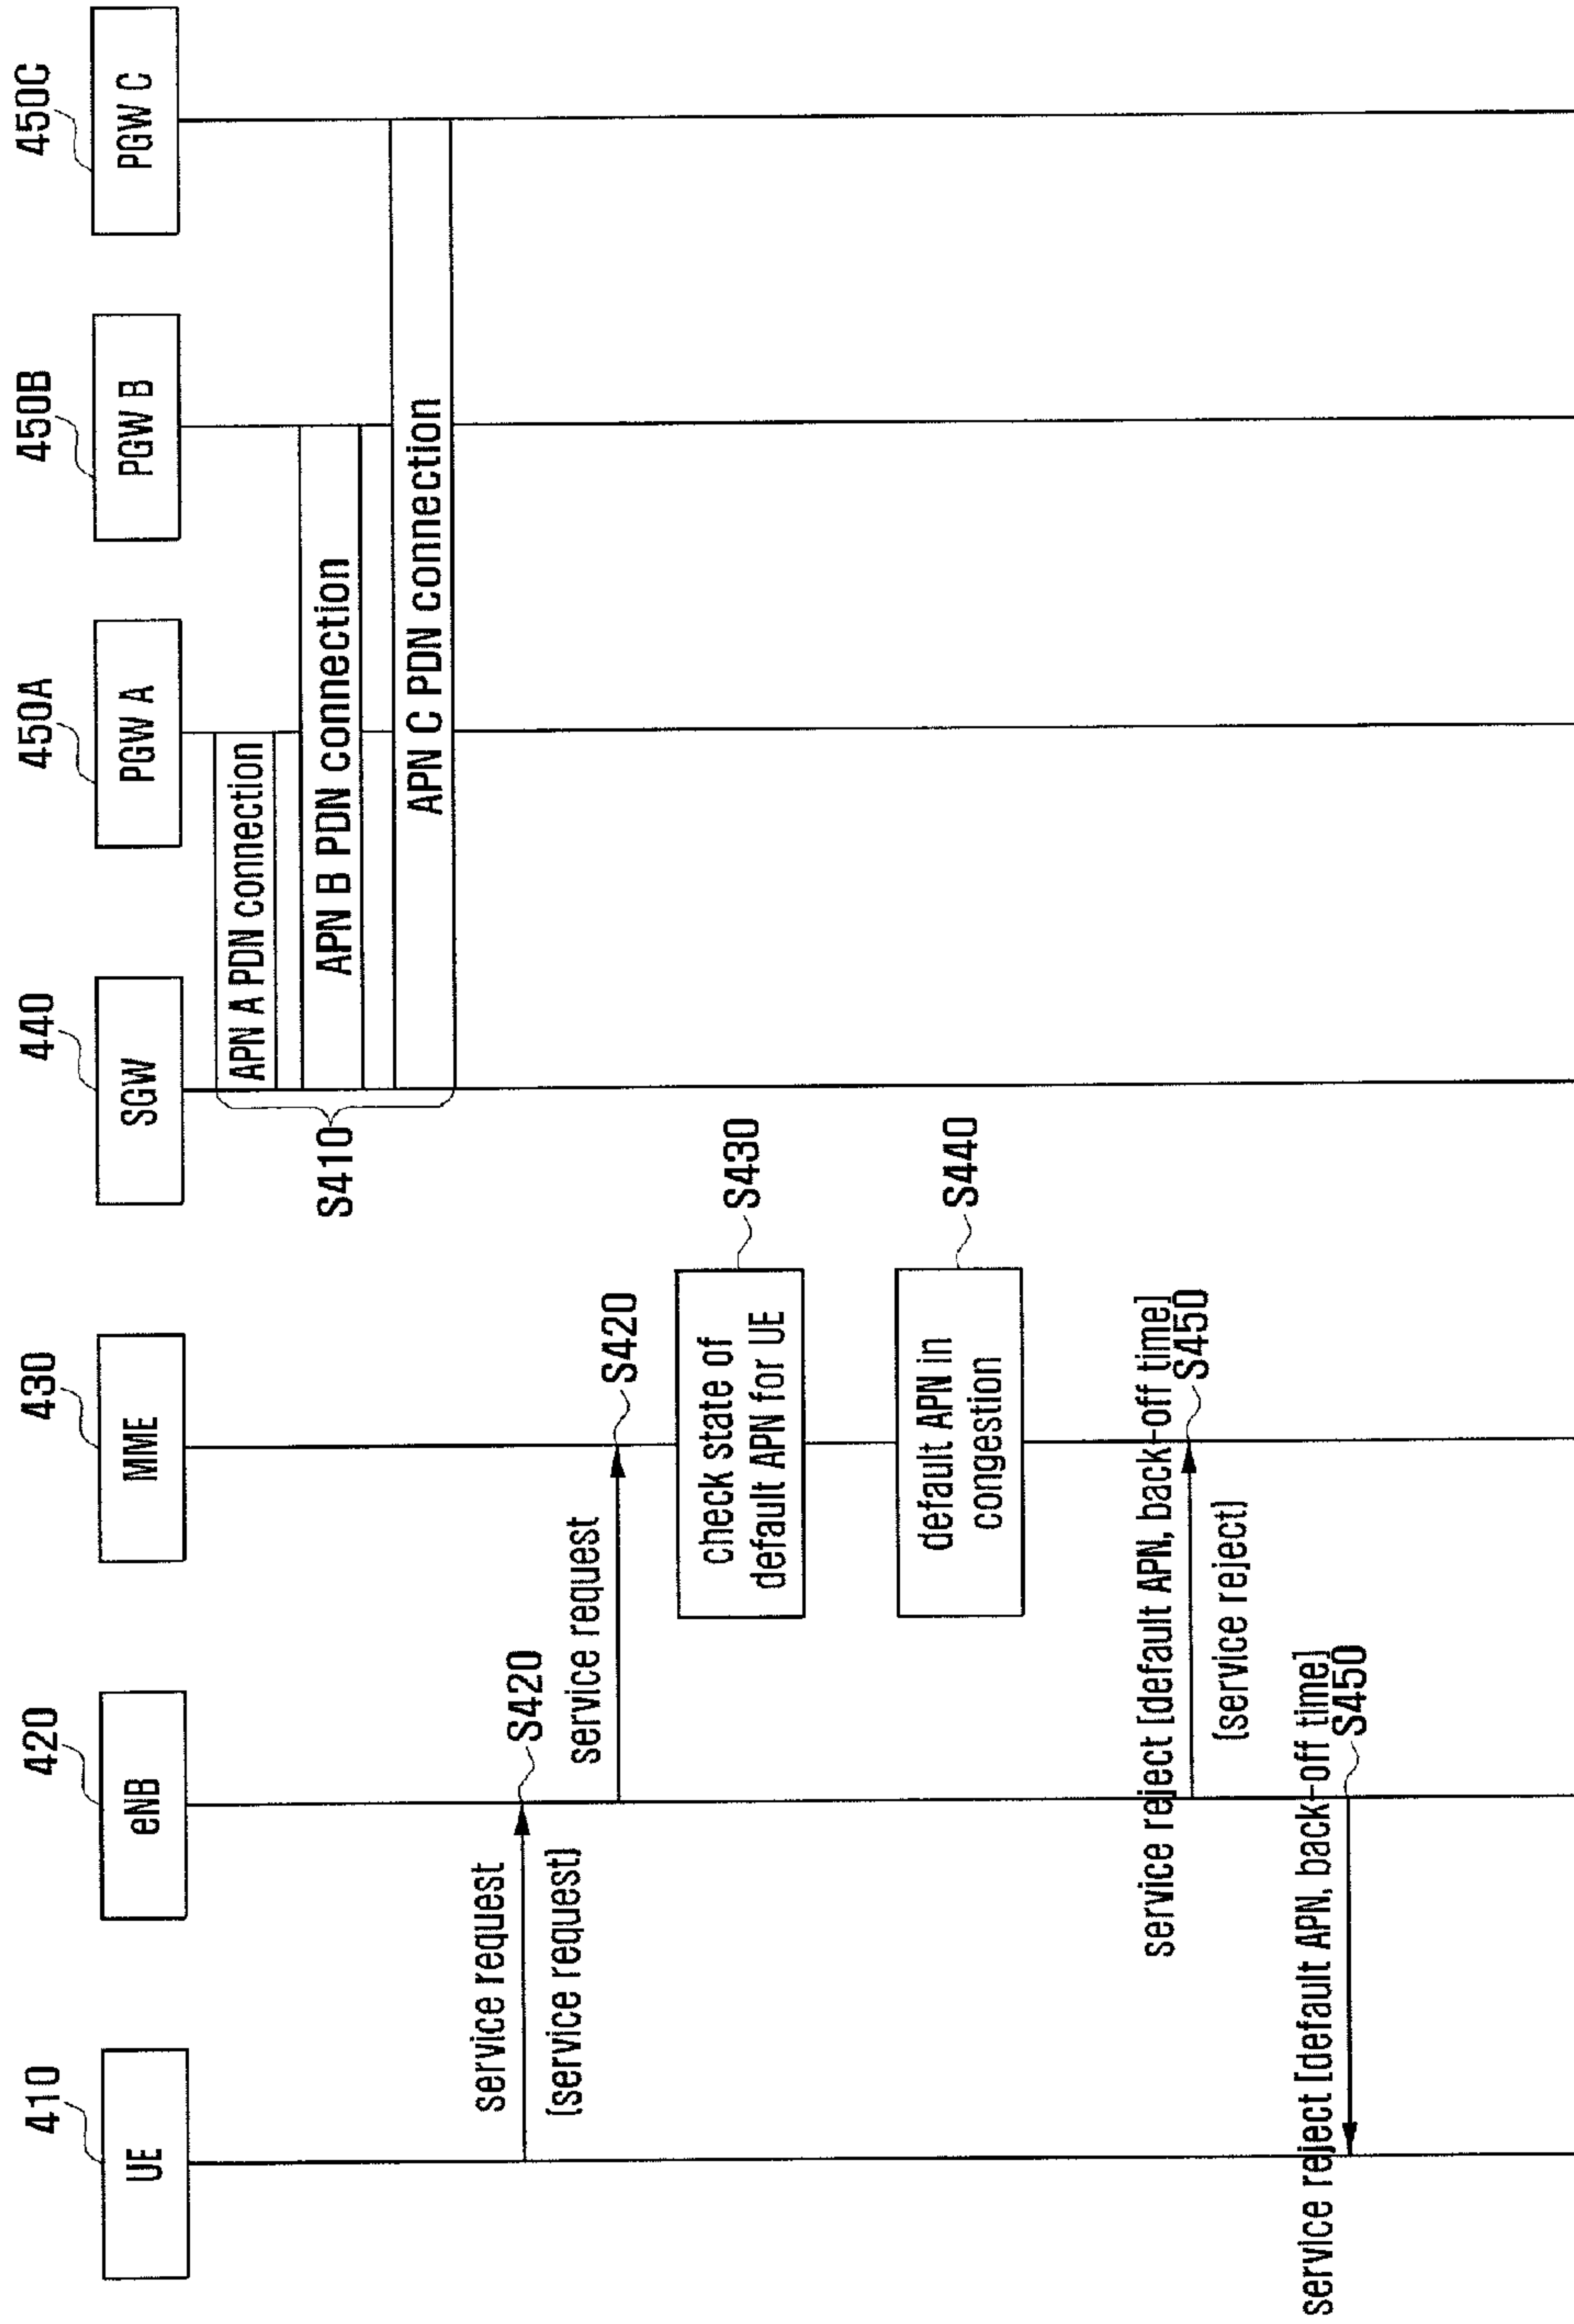 410
420
430
440
450A
450B
450C
UE
eNB
MME
SGW
PGW A
PGW B
PGW C
APN A PDN connection
APN B PDN connection
APN C PDN connection
S410
service request
(service request)
S420
service request
S420
check state of
default APN for UE
S430
default APN in
congestion
S440
service reject [default APN, back-off time]
(service reject)
S450
service reject [default APN, back-off time]
S450